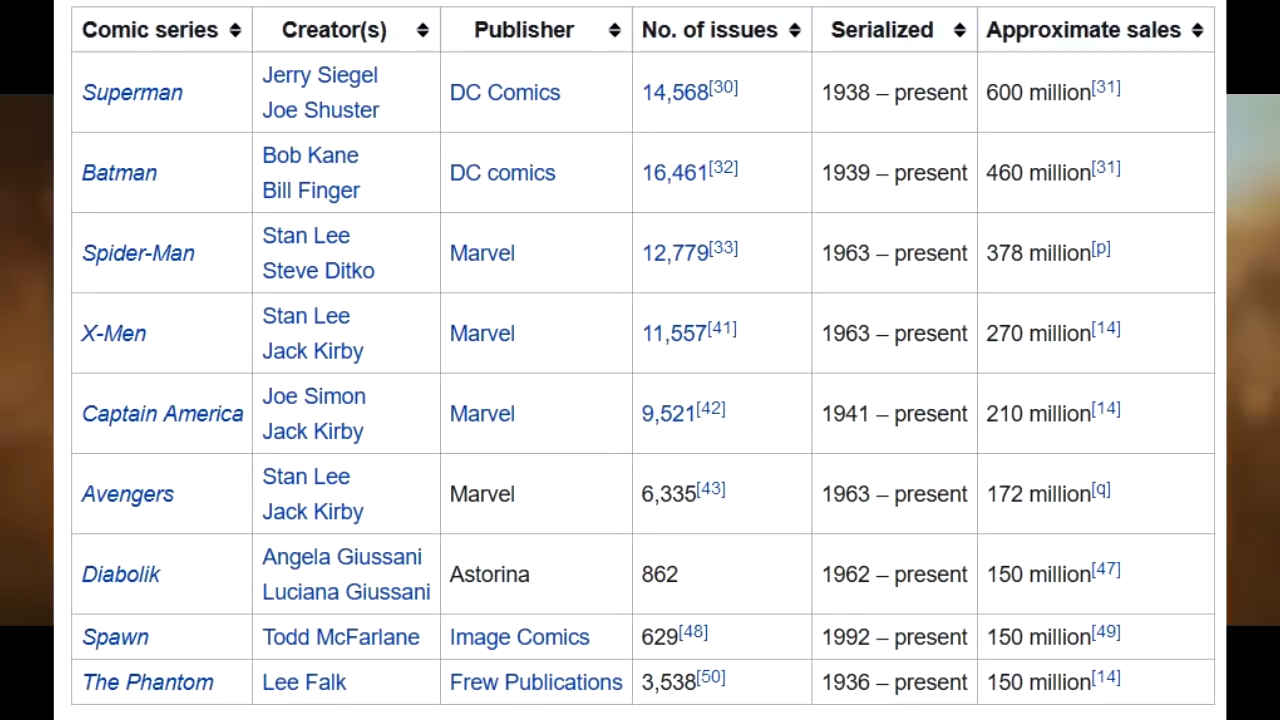 Comic series Creator(s) Publisher No. of issues Serialized Approximate sales
Superman Jerry Siegel Joe Shuster DC Comics 14,568[30] 1938 – present 600 million[31]
Batman Bob Kane Bill Finger DC comics 16,461[32] 1939 – present 460 million[31]
Spider-Man Stan Lee Steve Ditko Marvel 12,779[33] 1963 – present 378 million[p]
X-Men Stan Lee Jack Kirby Marvel 11,557[41] 1963 – present 270 million[14]
Captain America Joe Simon Jack Kirby Marvel 9,521[42] 1941 – present 210 million[14]
Avengers Stan Lee Jack Kirby Marvel 6,335[43] 1963 – present 172 million[q]
Diabolik Angela Giussani Luciana Giussani Astorina 862 1962 – present 150 million[47]
Spawn Todd McFarlane Image Comics 629[48] 1992 – present 150 million[49]
The Phantom Lee Falk Frew Publications 3,538[50] 1936 – present 150 million[14]